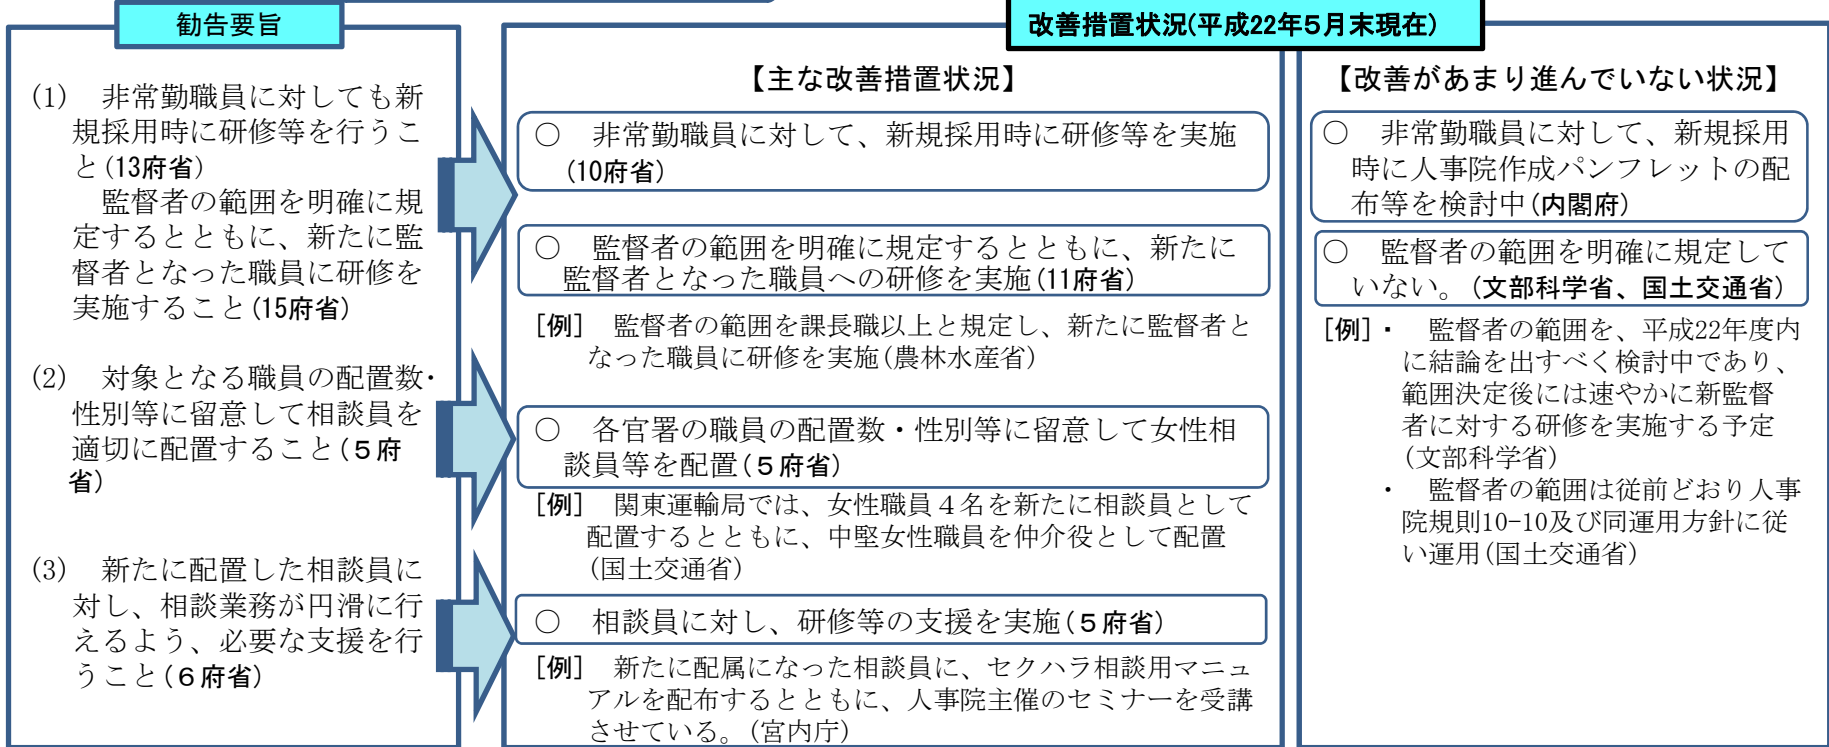 勧告要旨
(1) 非常勤職員に対しても新
規採用時に研修等を行うこ
と(13府省)
監督者の範囲を明確に規
定するとともに、新たに監
督者となった職員に研修を
実施すること(15府省)
(2) 対象となる職員の配置数・
性別等に留意して相談員を
適切に配置すること(５府
省)
(3) 新たに配置した相談員に
対し、相談業務が円滑に行
えるよう、必要な支援を行
うこと(６府省)
改善措置状況(平成22年５月末現在)
【主な改善措置状況】
○ 非常勤職員に対して、新規採用時に研修等を実施
(10府省)
○ 監督者の範囲を明確に規定するとともに、新たに
監督者となった職員への研修を実施(11府省)
[例] 監督者の範囲を課長職以上と規定し、新たに監督者と
なった職員に研修を実施(農林水産省)
○ 各官署の職員の配置数・性別等に留意して女性相
談員等を配置(５府省)
[例] 関東運輸局では、女性職員４名を新たに相談員として
配置するとともに、中堅女性職員を仲介役として配置
(国土交通省)
○ 相談員に対し、研修等の支援を実施(５府省)
[例] 新たに配属になった相談員に、セクハラ相談用マニュ
アルを配布するとともに、人事院主催のセミナーを受講
させている。(宮内庁)
【改善があまり進んでいない状況】
○ 非常勤職員に対して、新規採用
時に人事院作成パンフレットの配
布等を検討中(内閣府)
○ 監督者の範囲を明確に規定して
いない。(文部科学省、国土交通省)
[例]・ 監督者の範囲を、平成22年度内
に結論を出すべく検討中であり、
範囲決定後には速やかに新監督
者に対する研修を実施する予定
(文部科学省)
・ 監督者の範囲は従前どおり人事
院規則10-10及び同運用方針に従
い運用(国土交通省)